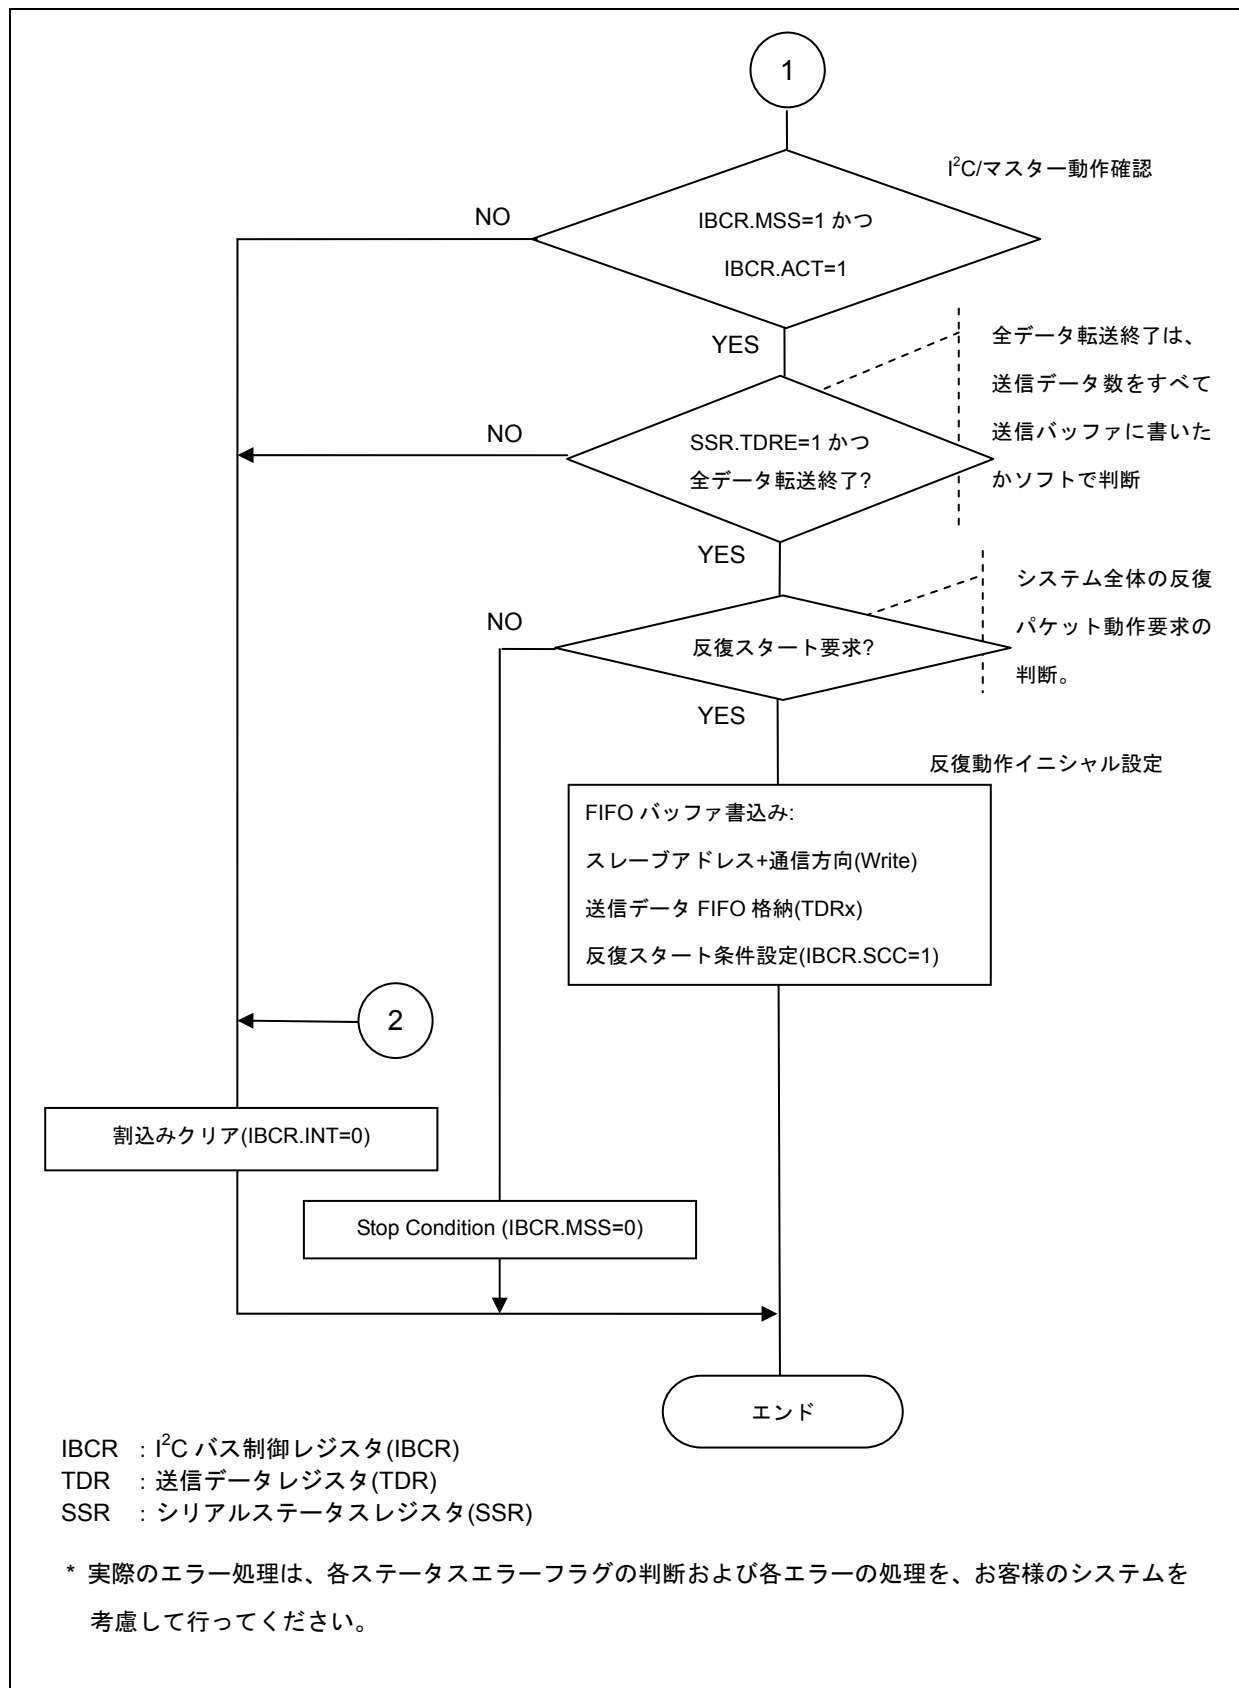 1
I²C/マスター動作確認
NO
IBCR.MSS=1 かつ
IBCR.ACT=1
YES
全データ転送終了は、
送信データ数をすべて
送信バッファに書いた
かソフトで判断
NO
SSR.TDRE=1 かつ
全データ転送終了?
YES
システム全体の反復
パケット動作要求の
判断。
NO
反復スタート要求?
YES
反復動作イニシャル設定
FIFO バッファ書込み:
スレーブアドレス+通信方向(Write)
送信データ FIFO 格納(TDRx)
反復スタート条件設定(IBCR.SCC=1)
2
割込みクリア(IBCR.INT=0)
Stop Condition (IBCR.MSS=0)
エンド
IBCR : I²C バス制御レジスタ(IBCR)
TDR : 送信データレジスタ(TDR)
SSR : シリアルステータスレジスタ(SSR)
* 実際のエラー処理は、各ステータスエラーフラグの判断および各エラーの処理を、お客様のシステムを
考慮して行ってください。